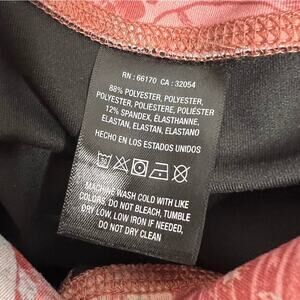 RN : 66170 CA : 32054
88% POLYESTER, POLYESTER,
POLYESTER, POLIESTERE, POLIÉSTER
12% SPANDEX, ÉLASTHANNE,
ELASTAN, ELASTAN, ELASTANO
HECHO EN LOS ESTADOS UNIDOS
MACHINE WASH COLD WITH LIKE
COLORS, DO NOT BLEACH, TUMBLE
DRY LOW, LOW IRON IF NEEDED,
DO NOT DRY CLEAN